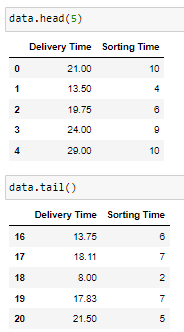 data.head(5)
Delivery Time Sorting Time
0 21.00 10
1 13.50 4
2 19.75 6
3 24.00 9
4 29.00 10
data.tail()
Delivery Time Sorting Time
16 13.75 6
17 18.11 7
18 8.00 2
19 17.83 7
20 21.50 5